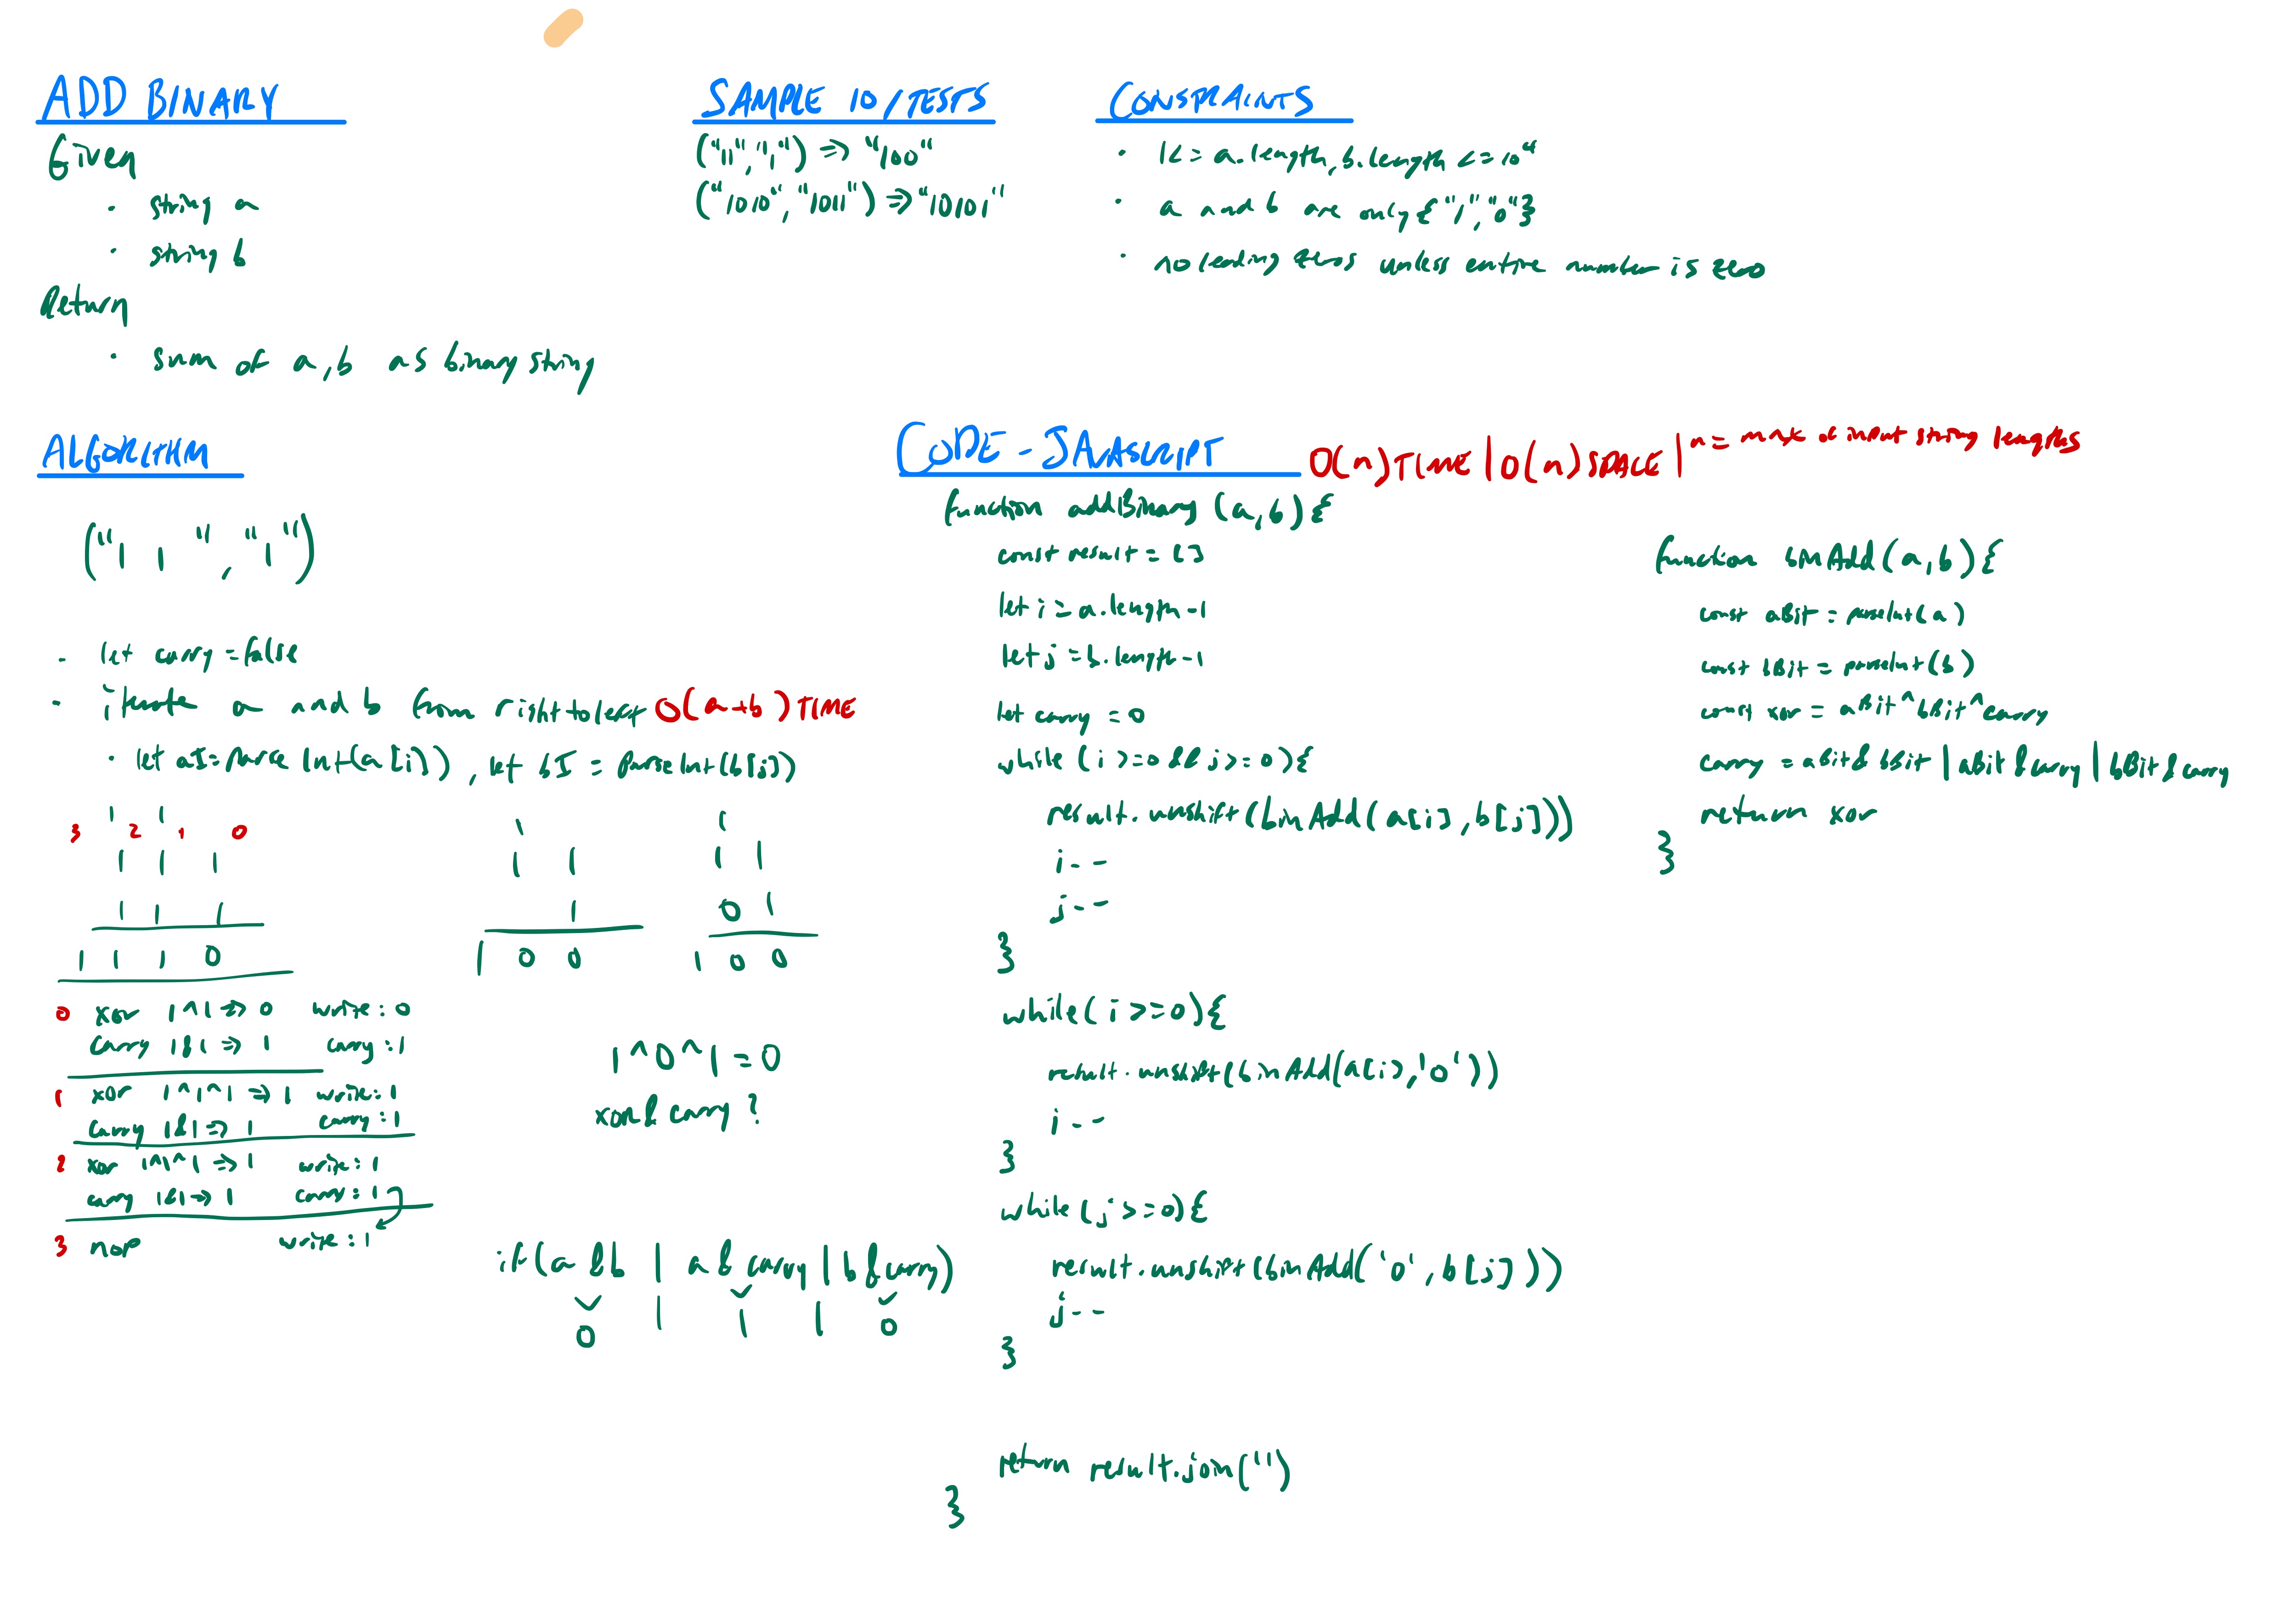 ADD BINARY
Given
· string a
· string b
Return
· sum of a,b as binary string
SAMPLE IO/TESTS
("11","1") => "100"
("1010","1011") => "10101"
CONSTRAINTS
· 1<= a.length, b.length <= 10⁴
· a and b are only {"1","0"}
· no leading zeros unless entire number is zero
ALGORITHM
("1 1","1")
- let carry = false
- iterate a and b from right to left O(a+b) TIME
· let aI = Parse Int(a[i]), let bI = ParseInt(b[j])
1 1
3 2 1 0
1 1 1
1 1 1
1 1 1 0
1
1 1
1
1 0 0
1
1 1
0 1
1 0 0
0 xor 1^1 => 0 write: 0
carry 1&1 => 1 carry: 1
1 xor 1^1^1 => 1 write: 1
carry 1&1 => 1 carry: 1
2 xor 1^1^1 => 1 write: 1
carry 1&1 => 1 carry: 1
3 nop write: 1
1^0^1 = 0
xor & carry ?
if(a & b | a & carry | b & carry)
0 | 1 | 0
CODE - JAVASCRIPT O(n) TIME | O(n) SPACE | n = max of input string lengths
function addBinary (a,b) {
const result = []
let i = a.length-1
let j = b.length-1
let carry = 0
while (i >=0 && j >=0) {
result.unshift(binAdd(a[i], b[j]))
i--
j--
}
while (i >=0) {
result.unshift(binAdd(a[i], '0'))
i--
}
while (j >=0) {
result.unshift(binAdd('0', b[j]))
j--
}
return result.join('')
}
function binAdd(a,b) {
const aBit = parseInt(a)
const bBit = parseInt(b)
const xor = aBit^bBit^carry
carry = aBit & bBit | aBit & carry | bBit & carry
return xor
}